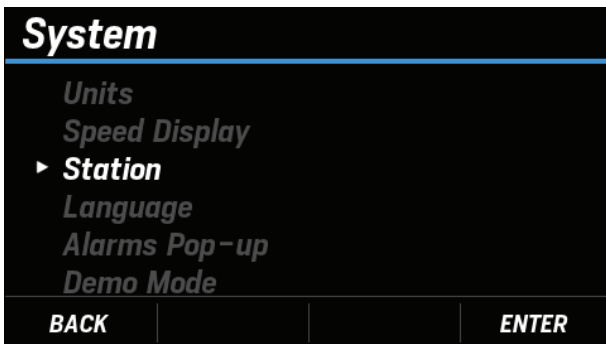 System
Units
Speed Display
Station
Language
Alarms Pop-up
Demo Mode
BACK ENTER